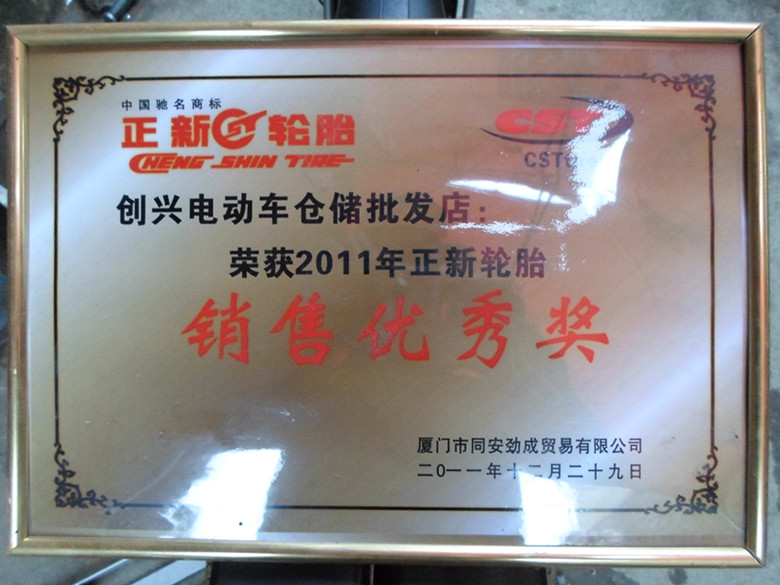 中国驰名商标
正新 轮胎
CHENG SHIN TIRE
CST
CST
创兴电动车仓储批发店：
荣获2011年正新轮胎
销售优秀奖
厦门市同安劲成贸易有限公司
二〇一一年十二月二十九日